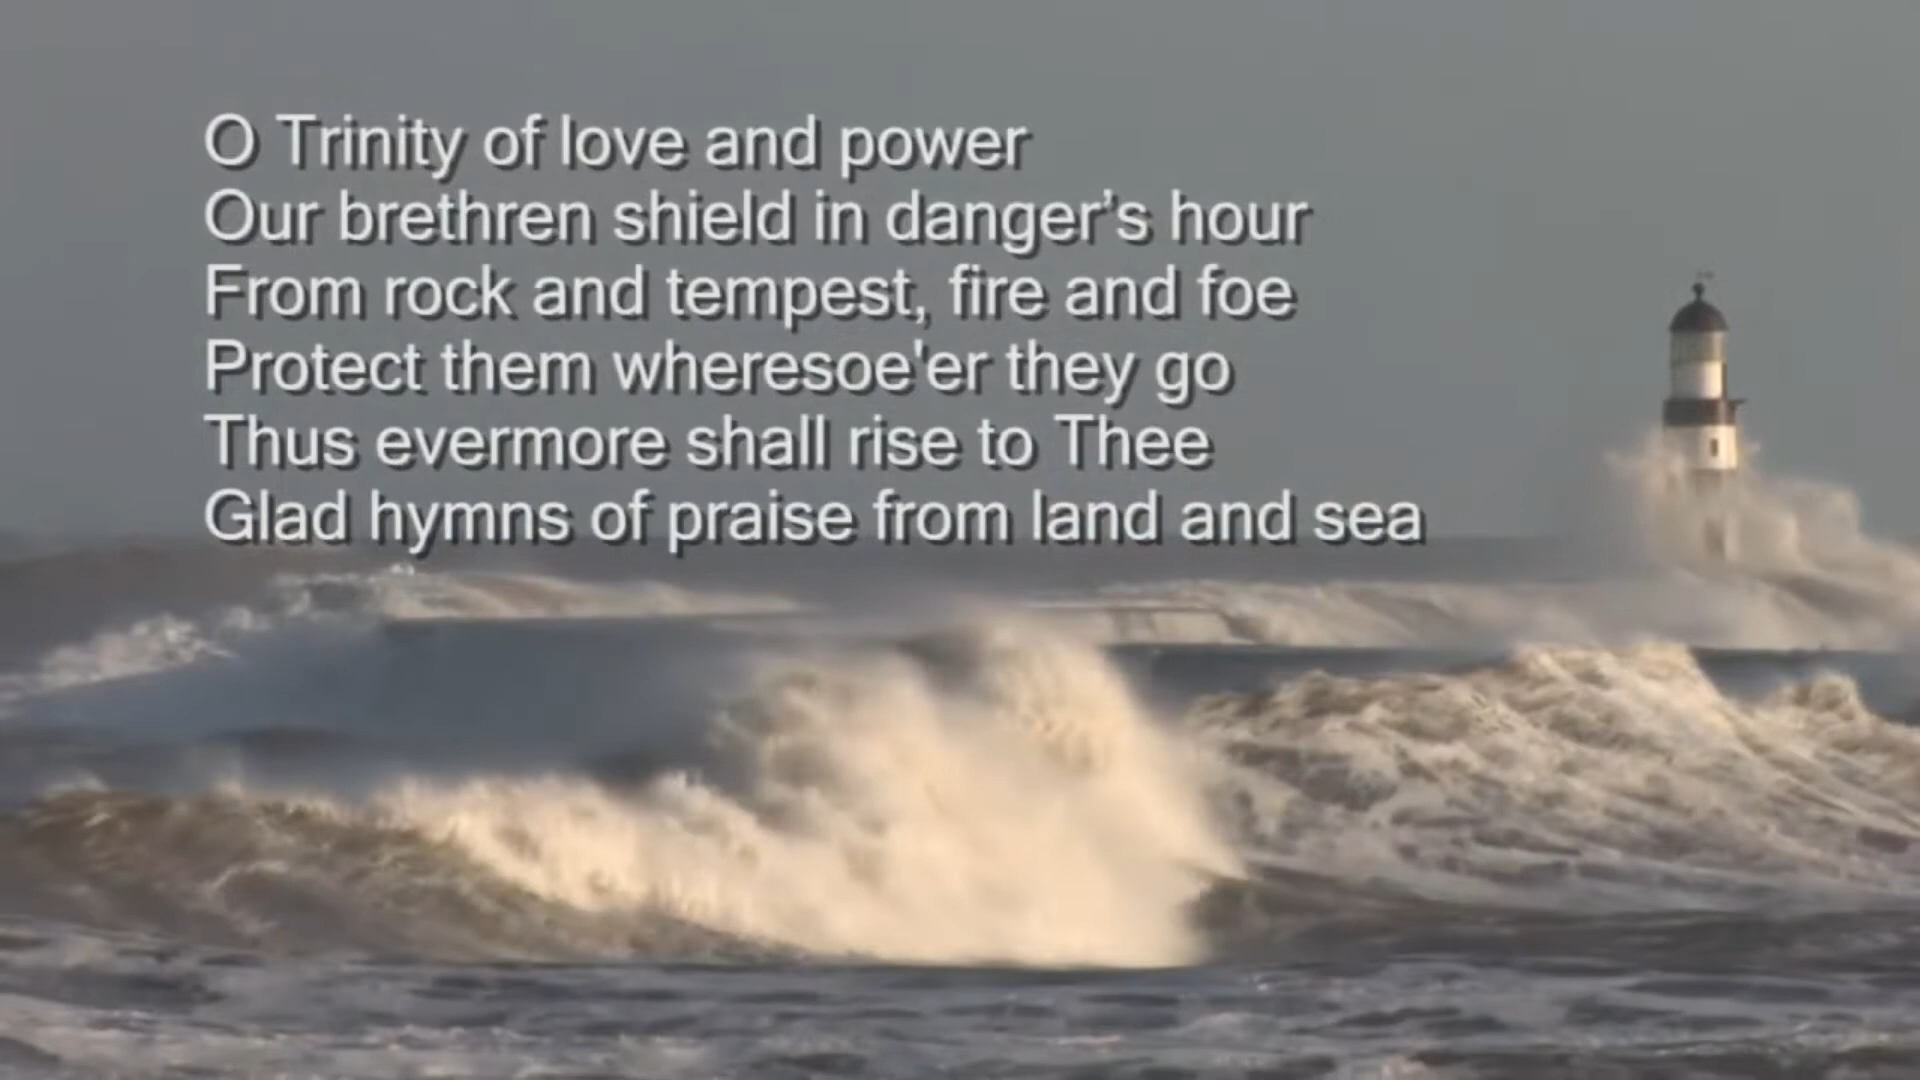 O Trinity of love and power
Our brethren shield in danger’s hour
From rock and tempest, fire and foe
Protect them wheresoe'er they go
Thus evermore shall rise to Thee
Glad hymns of praise from land and sea